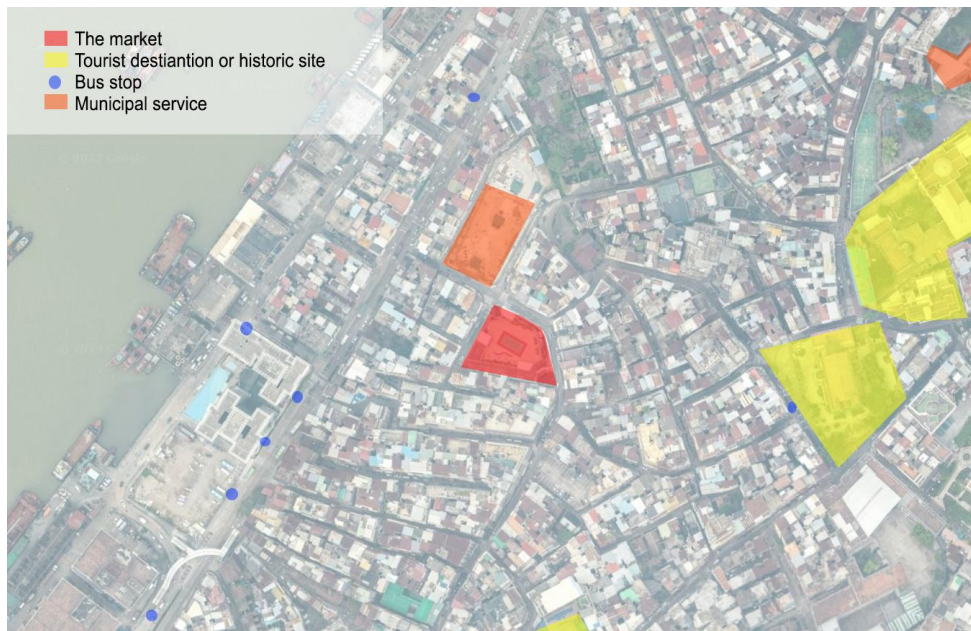 The market
Tourist destiantion or historic site
Bus stop
Municipal service